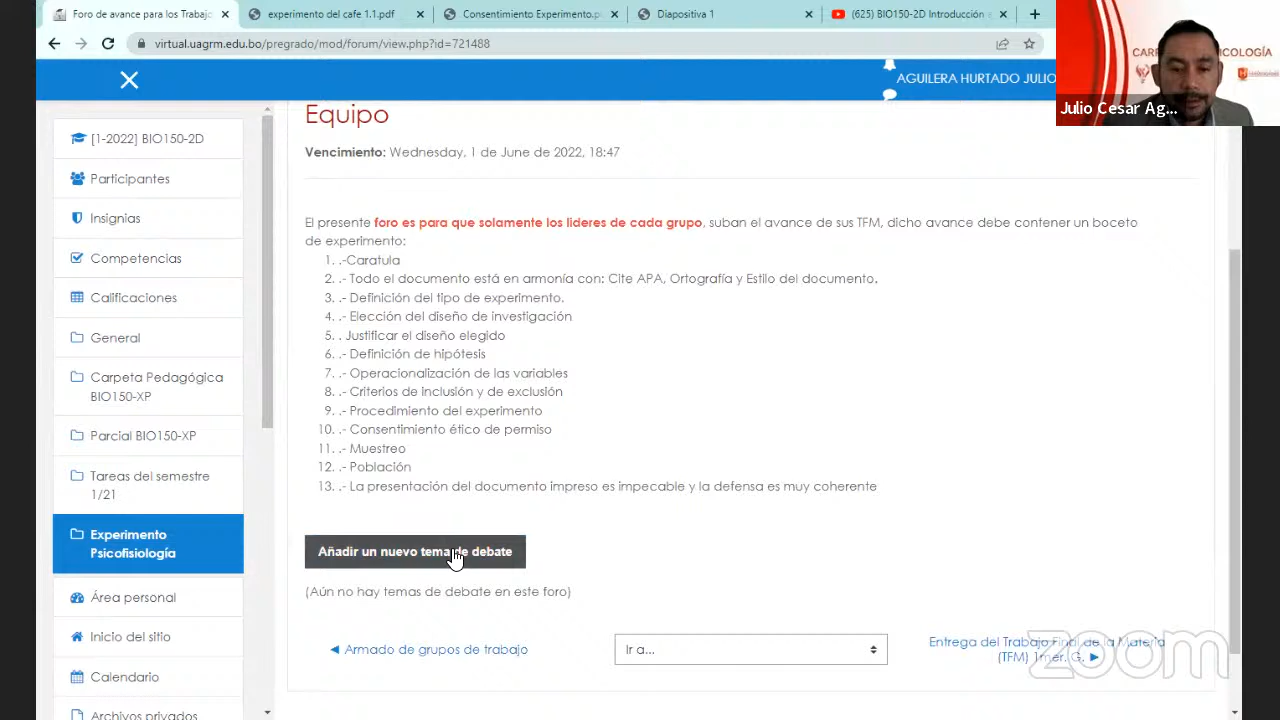 Foro de avance para los Trabajo
experimento del cafe 1.1.pdf
Consentimiento Experimento.p
Diapositiva 1
(625) BIO150-2D Introducción
virtual.uagrm.edu.bo/pregrado/mod/forum/view.php?id=721488
AGUILERA HURTADO JULIO
Julio Cesar Ag...
[1-2022] BIO150-2D
Participantes
Insignias
Competencias
Calificaciones
General
Carpeta Pedagógica
BIO150-XP
Parcial BIO150-XP
Tareas del semestre
1/21
Experimento
Psicofisiología
Área personal
Inicio del sitio
Calendario
Archivos privados
Equipo
Vencimiento: Wednesday, 1 de June de 2022, 18:47
El presente foro es para que solamente los lideres de cada grupo, suban el avance de sus TFM, dicho avance debe contener un boceto
de experimento:
1. .-Caratula
2. .- Todo el documento está en armonía con: Cite APA, Ortografía y Estilo del documento.
3. .- Definición del tipo de experimento.
4. .- Elección del diseño de investigación
5. . Justificar el diseño elegido
6. .- Definición de hipótesis
7. .- Operacionalización de las variables
8. .- Criterios de inclusión y de exclusión
9. .- Procedimiento del experimento
10. .- Consentimiento ético de permiso
11. .- Muestreo
12. .- Población
13. .- La presentación del documento impreso es impecable y la defensa es muy coherente
Añadir un nuevo tema de debate
(Aún no hay temas de debate en este foro)
◄ Armado de grupos de trabajo
Ir a...
Entrega del Trabajo Final de la Materia
(TFM) 1mer. G. ►
zoom